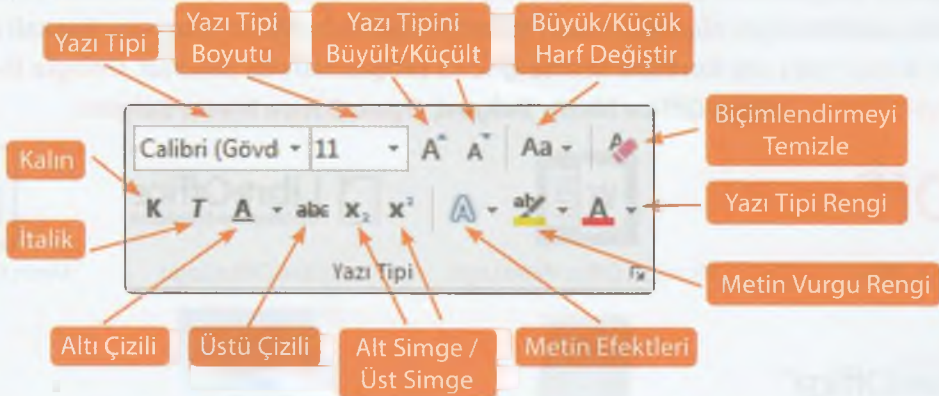 Yazı Tipi
Yazı Tipi
Boyutu
Yazı Tipini
Büyült/Küçült
Büyük/Küçük
Harf Değiştir
Biçimlendirmeyi
Temizle
Calibri (Gövd 11 A A Aa
Kalın
K T A abc X₂ X² A ab A
Yazı Tipi Rengi
İtalik
Yazı Tipi
Metin Vurgu Rengi
Altı Çizili
Üstü Çizili
Alt Simge /
Üst Simge
Metin Efektleri